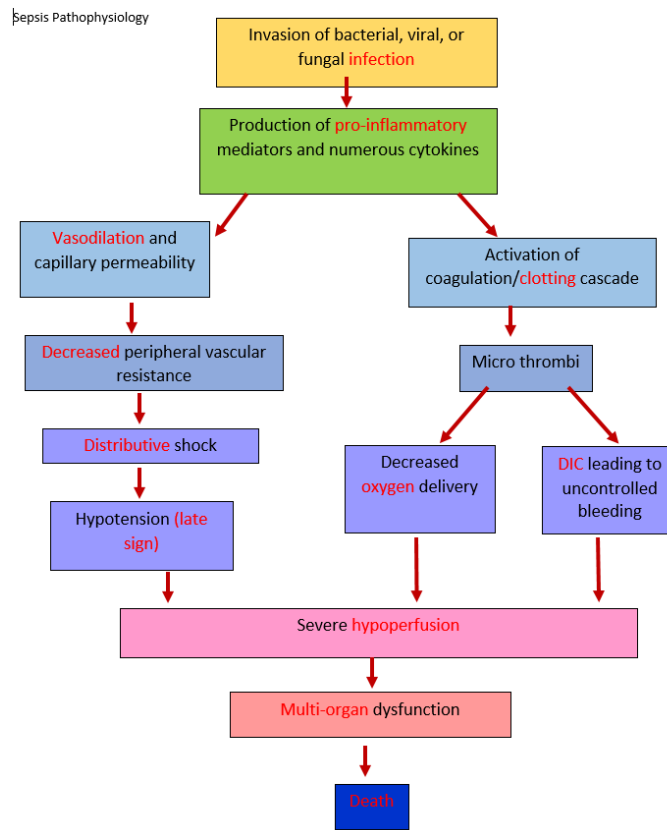 Sepsis Pathophysiology
Invasion of bacterial, viral, or
fungal infection
Production of pro-inflammatory
mediators and numerous cytokines
Vasodilation and
capillary permeability
Activation of
coagulation/clotting cascade
Decreased peripheral vascular
resistance
Micro thrombi
Distributive shock
Decreased
oxygen delivery
DIC leading to
uncontrolled
bleeding
Hypotension (late
sign)
Severe hypoperfusion
Multi-organ dysfunction
Death